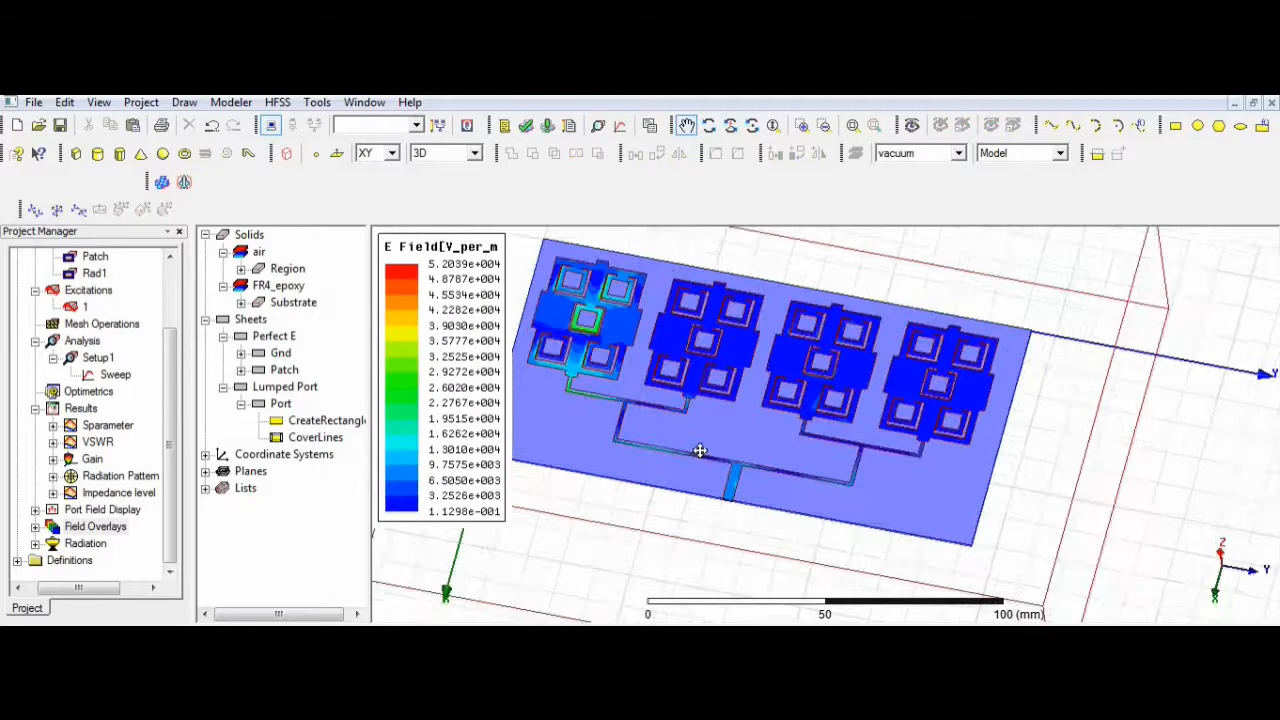 File Edit View Project Draw Modeler HFSS Tools Window Help
XY 3D vacuum Model
Project Manager
Patch
Rad1
Excitations
1
Mesh Operations
Analysis
Setup1
Sweep
Optimetrics
Results
Sparameter
VSWR
Gain
Radiation Pattern
Impedance level
Port Field Display
Field Overlays
Radiation
Definitions
Project
Solids
air
Region
FR4_epoxy
Substrate
Sheets
Perfect E
Gnd
Patch
Lumped Port
Port
CreateRectangl
CoverLines
Coordinate Systems
Planes
Lists
E Field[V_per_m
5.2039e+004
4.8787e+004
4.5534e+004
4.2282e+004
3.9030e+004
3.5777e+004
3.2525e+004
2.9272e+004
2.6020e+004
2.2767e+004
1.9515e+004
1.6262e+004
1.3010e+004
9.7575e+003
6.5050e+003
3.2526e+003
1.1298e-001
Y
Z
Y
X
0 50 100 (mm)